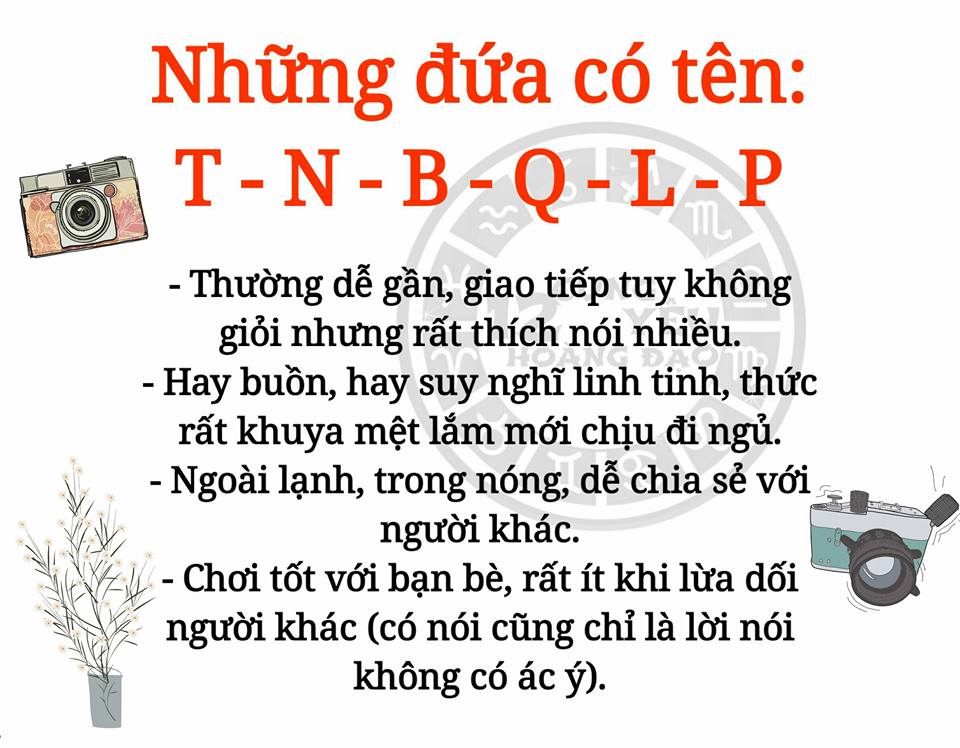 Những đứa có tên:
T - N - B - Q - L - P
- Thường dễ gần, giao tiếp tuy không
giỏi nhưng rất thích nói nhiều.
- Hay buồn, hay suy nghĩ linh tinh, thức
rất khuya mệt lắm mới chịu đi ngủ.
- Ngoài lạnh, trong nóng, dễ chia sẻ với
người khác.
- Chơi tốt với bạn bè, rất ít khi lừa dối
người khác (có nói cũng chỉ là lời nói
không có ác ý).
HOÀNG ĐẠO